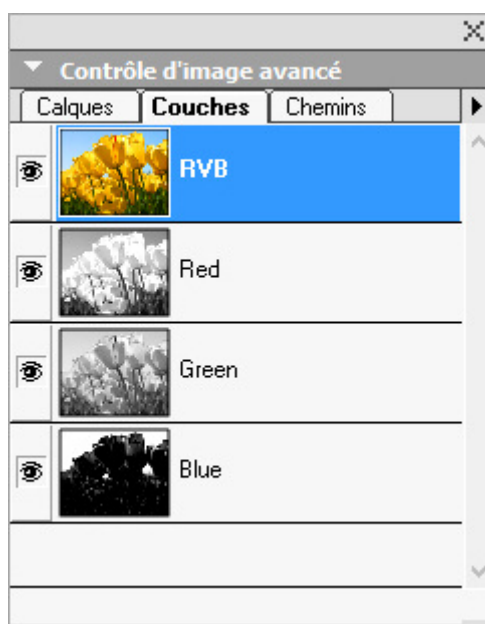 Contrôle d'image avancé
Calques Couches Chemins
RVB
Red
Green
Blue